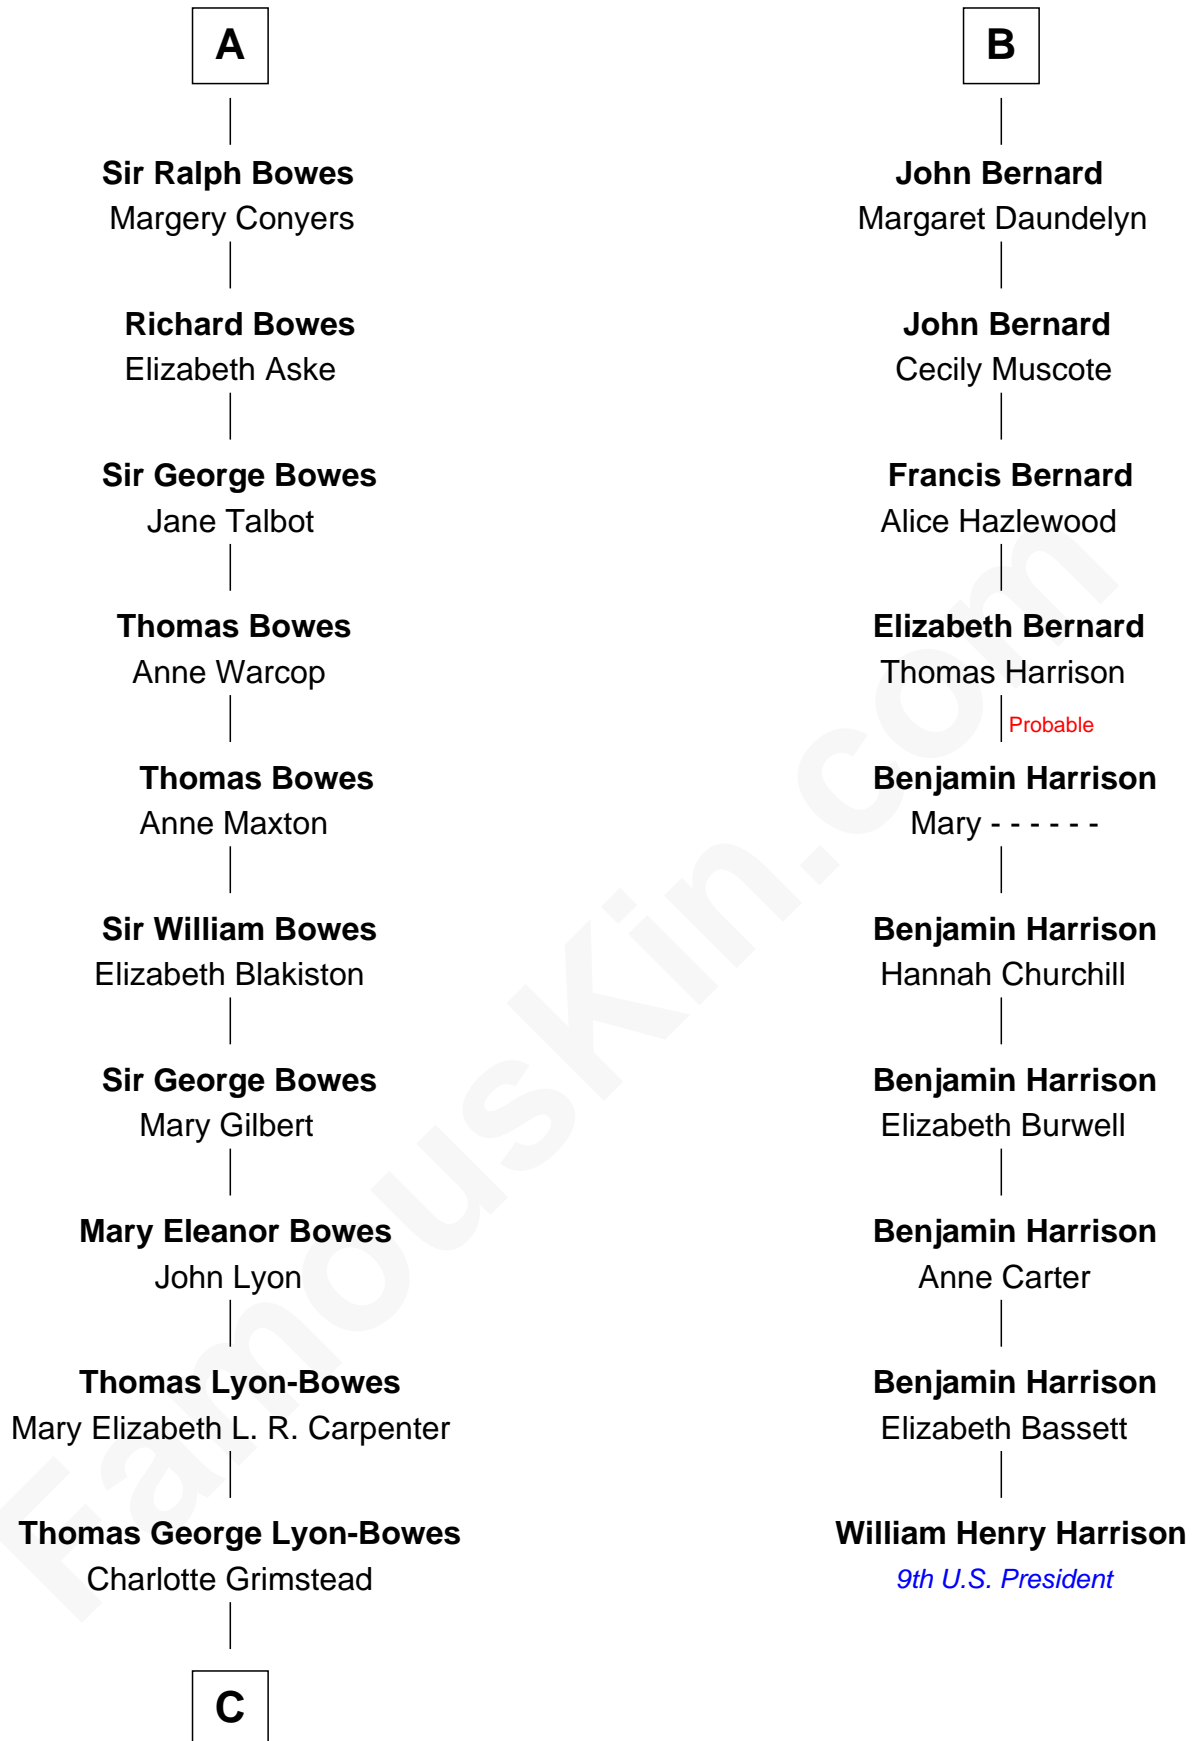 A
Sir Ralph Bowes
Margery Conyers
Richard Bowes
Elizabeth Aske
Sir George Bowes
Jane Talbot
Thomas Bowes
Anne Warcop
Thomas Bowes
Anne Maxton
Sir William Bowes
Elizabeth Blakiston
Sir George Bowes
Mary Gilbert
Mary Eleanor Bowes
John Lyon
Thomas Lyon-Bowes
Mary Elizabeth L. R. Carpenter
Thomas George Lyon-Bowes
Charlotte Grimstead
C
B
John Bernard
Margaret Daundelyn
John Bernard
Cecily Muscote
Francis Bernard
Alice Hazlewood
Elizabeth Bernard
Thomas Harrison
Probable
Benjamin Harrison
Mary - - - - - -
Benjamin Harrison
Hannah Churchill
Benjamin Harrison
Elizabeth Burwell
Benjamin Harrison
Anne Carter
Benjamin Harrison
Elizabeth Bassett
William Henry Harrison
9th U.S. President
FamousKin.com